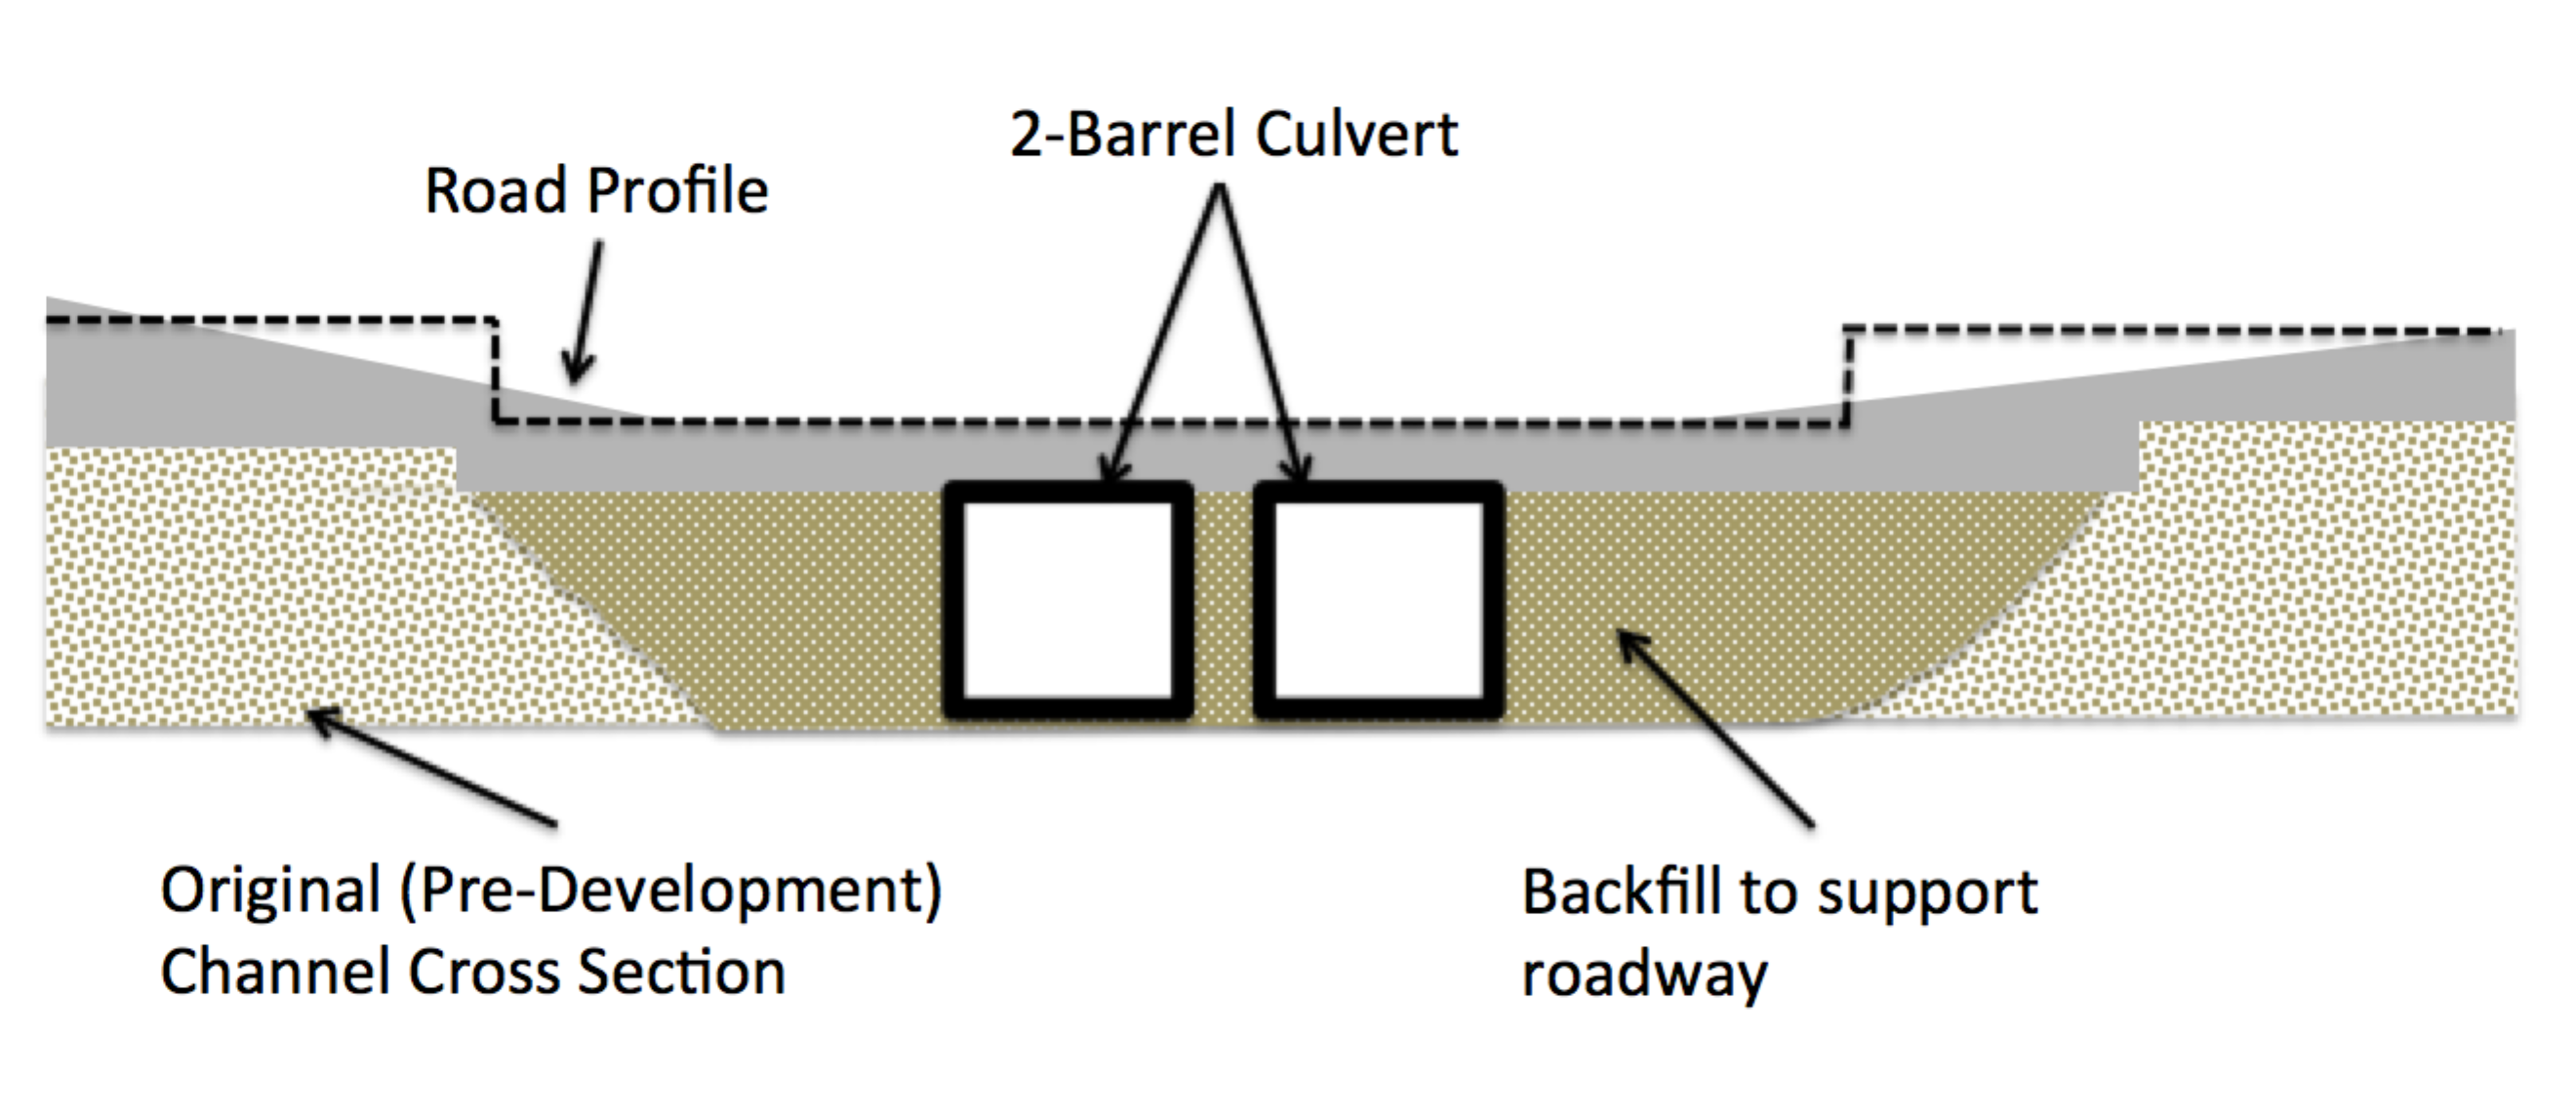 2-Barrel Culvert
Road Profile
Original (Pre-Development)
Channel Cross Section
Backfill to support
roadway